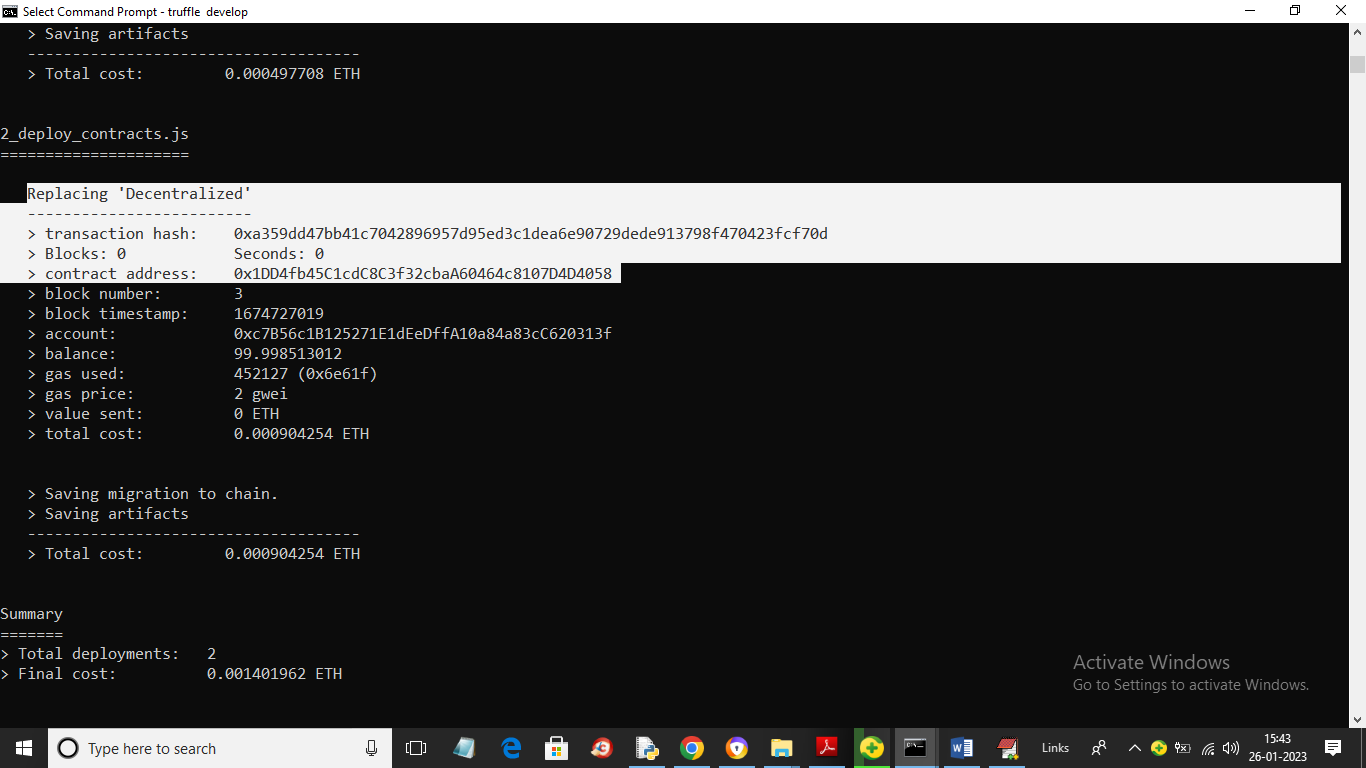 Select Command Prompt - truffle  develop
> Saving artifacts
-------------------------------------
> Total cost:         0.000497708 ETH
2_deploy_contracts.js
=====================
Replacing 'Decentralized'
-------------------------
> transaction hash:    0xa359dd47bb41c7042896957d95ed3c1dea6e90729dede913798f470423fcf70d
> Blocks: 0            Seconds: 0
> contract address:    0x1DD4fb45C1cdC8C3f32cbaA60464c8107D4D4058
> block number:        3
> block timestamp:     1674727019
> account:             0xc7B56c1B125271E1dEeDffA10a84a83cC620313f
> balance:             99.998513012
> gas used:            452127 (0x6e61f)
> gas price:           2 gwei
> value sent:          0 ETH
> total cost:          0.000904254 ETH
> Saving migration to chain.
> Saving artifacts
-------------------------------------
> Total cost:         0.000904254 ETH
Summary
=======
> Total deployments:   2
> Final cost:          0.001401962 ETH
Activate Windows
Go to Settings to activate Windows.
Type here to search
Links
15:43
26-01-2023